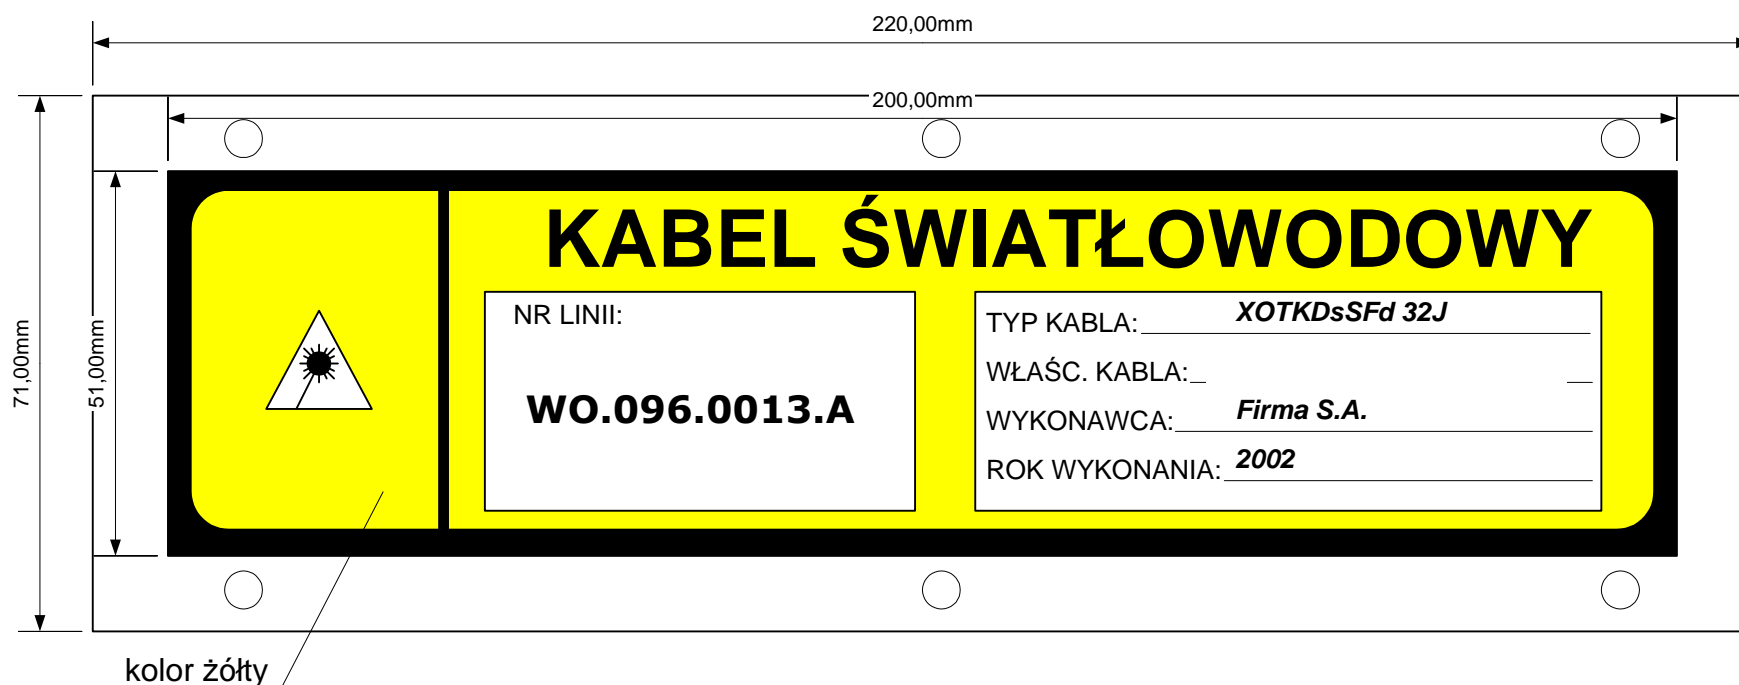 220,00mm
200,00mm
71,00mm
51,00mm
KABEL ŚWIATŁOWODOWY
NR LINII:
WO.096.0013.A
TYP KABLA: XOTKDsSFd 32J
WŁAŚC. KABLA:
WYKONAWCA: Firma S.A.
ROK WYKONANIA: 2002
kolor żółty